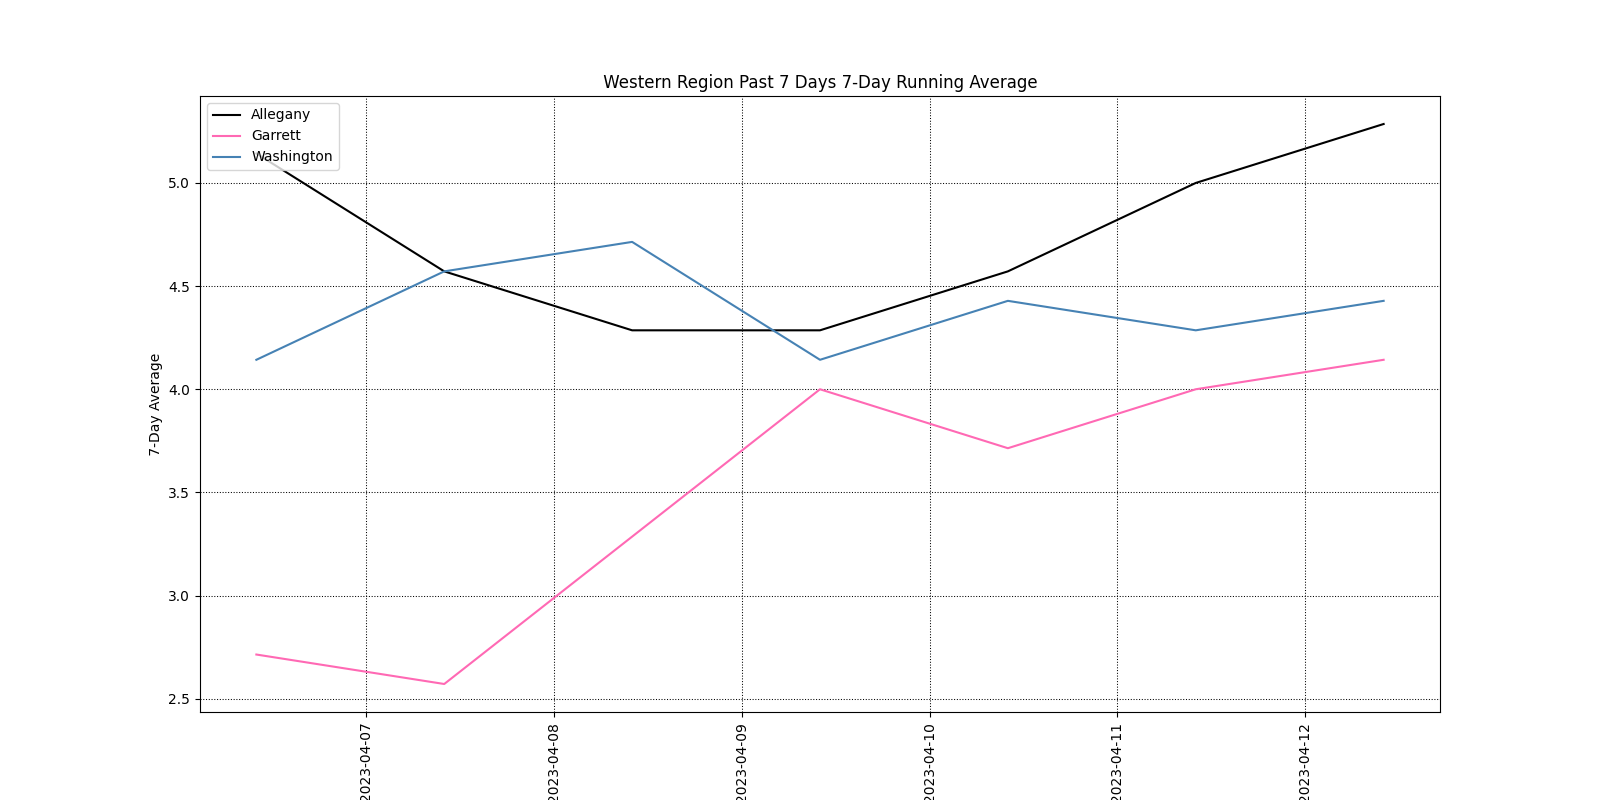 Western Region Past 7 Days 7-Day Running Average
Allegany
Garrett
Washington
7-Day Average
5.0
4.5
4.0
3.5
3.0
2.5
2023-04-07
2023-04-08
2023-04-09
2023-04-10
2023-04-11
2023-04-12